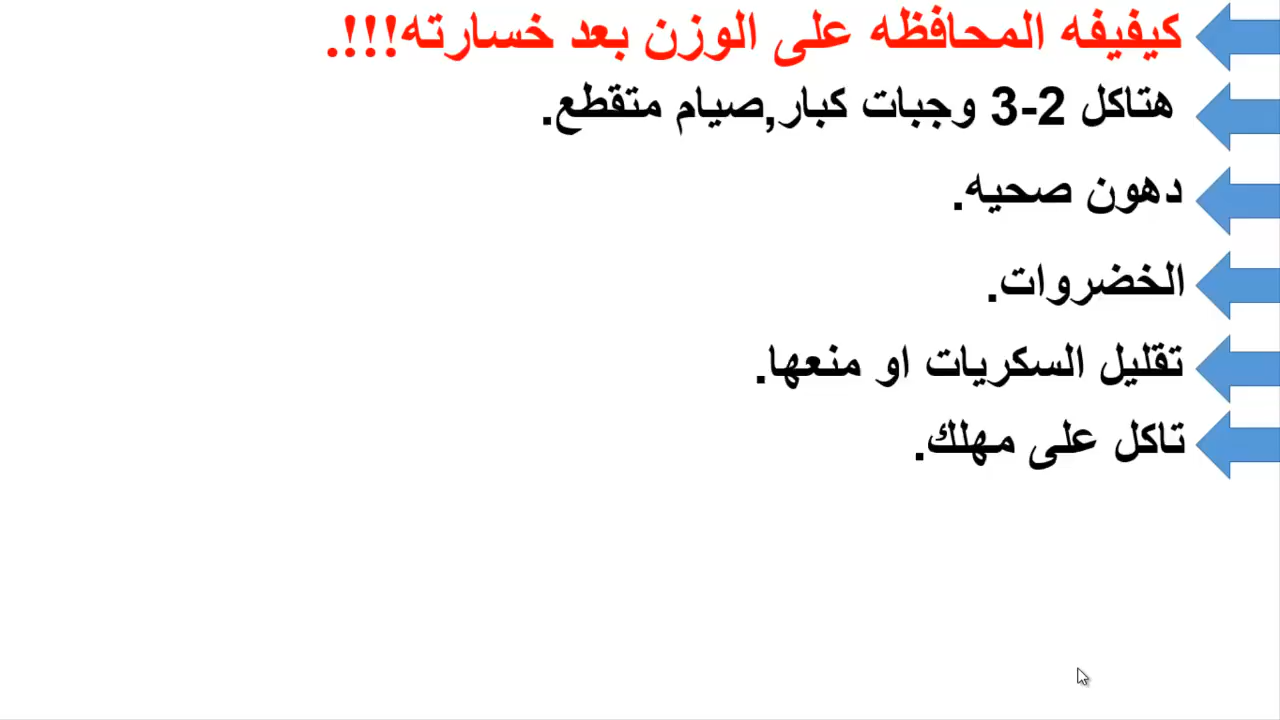 كيفيفه المحافظه على الوزن بعد خسارته!!!.
هتاكل 2-3 وجبات كبار,صيام متقطع.
دهون صحيه.
الخضروات.
تقليل السكريات او منعها.
تاكل على مهلك.